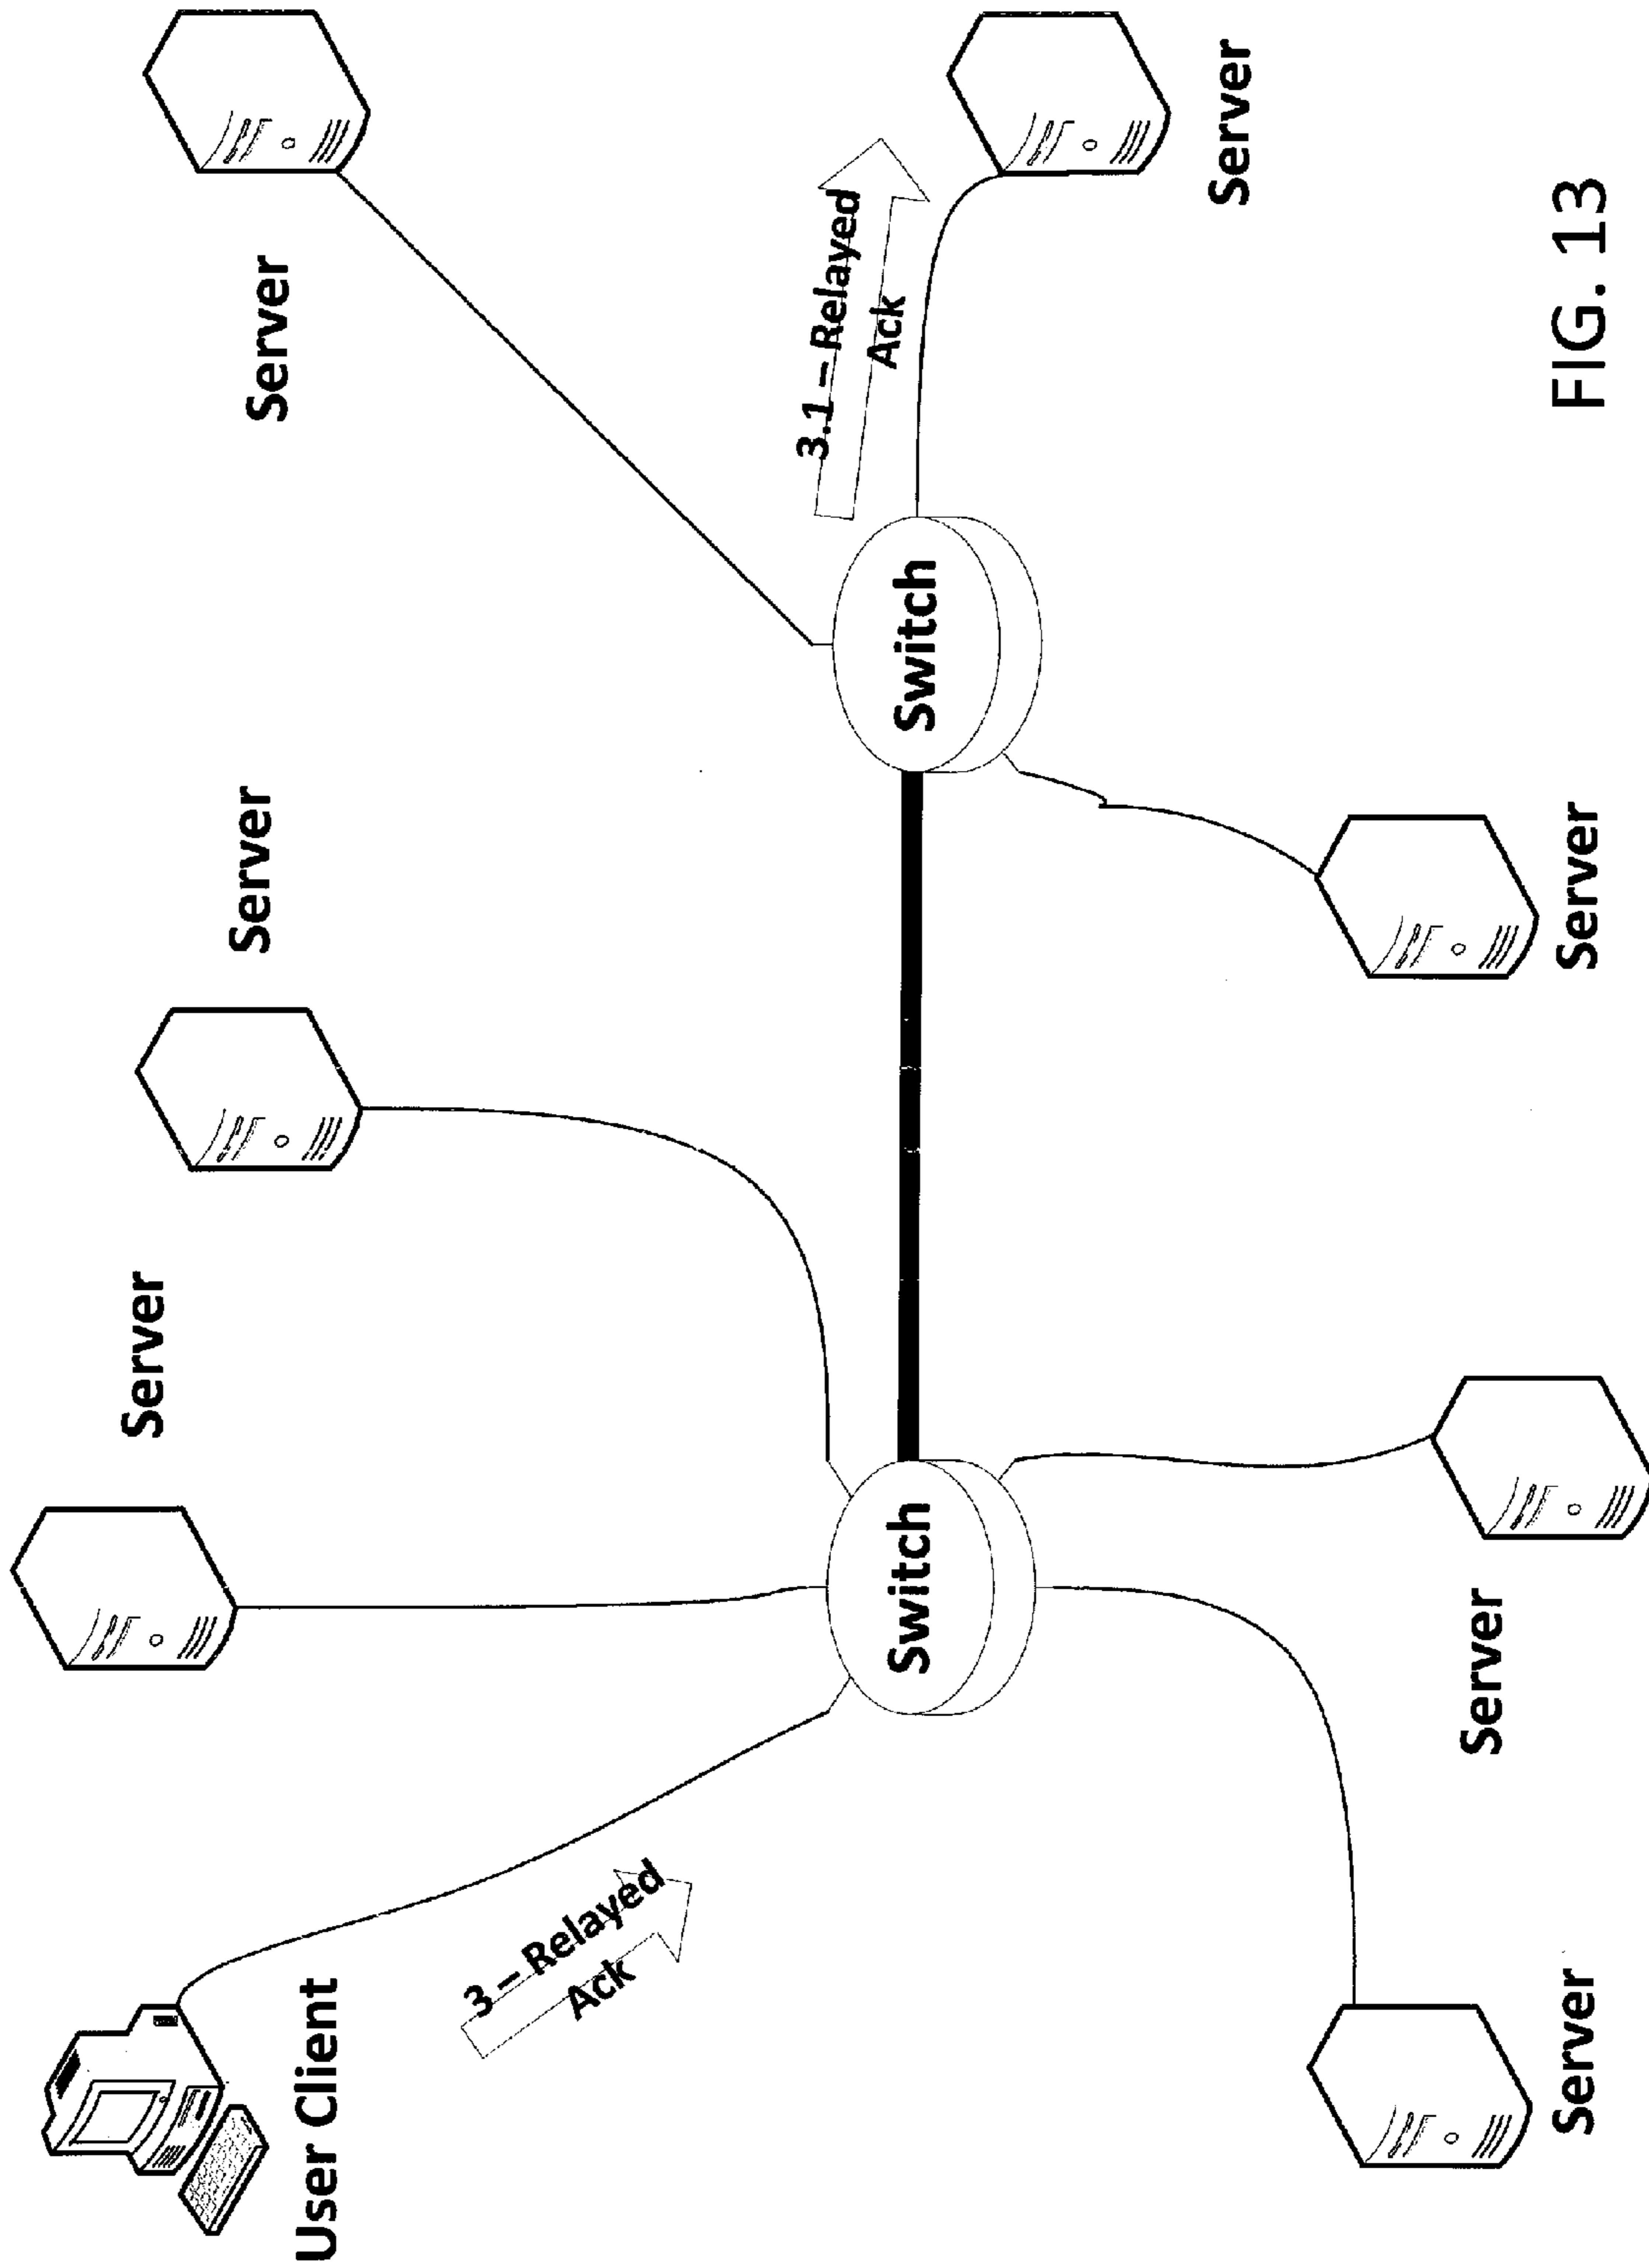 Server
Server
Server
User Client
3 – Relayed
Ack
3.1 – Relayed
Ack
Switch
Switch
Server
Server
Server
Server
FIG. 13